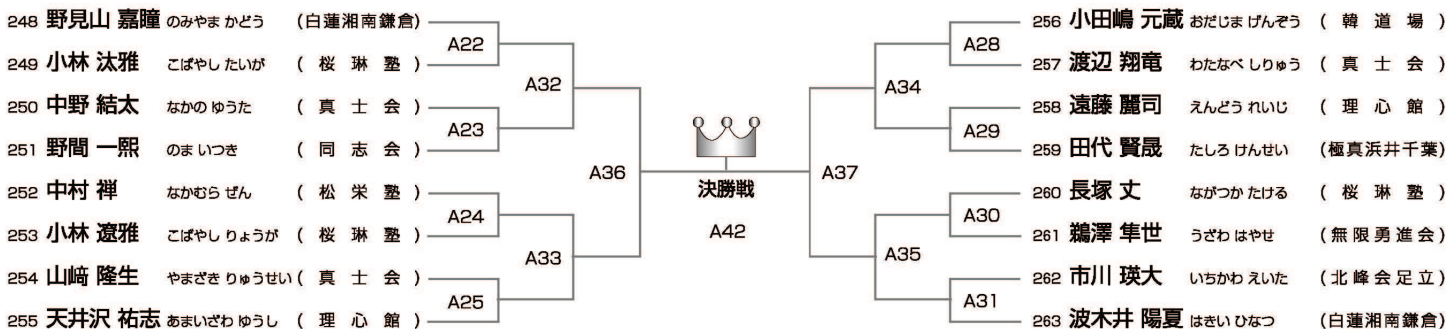 248 野見山 嘉瞳 のみやま かどう (白蓮湘南鎌倉)
249 小林 汰雅 こばやし たいが ( 桜 琳 塾 )
250 中野 結太 なかの ゆうた ( 真 士 会 )
251 野間 一熙 のま いつき ( 同 志 会 )
252 中村 禅 なかむら ぜん ( 松 栄 塾 )
253 小林 遼雅 こばやし りょうが ( 桜 琳 塾 )
254 山﨑 隆生 やまざき りゅうせい ( 真 士 会 )
255 天井沢 祐志 あまいざわ ゆうし ( 理 心 館 )
A22
A23
A24
A25
A32
A33
A36
決勝戦
A42
A37
A34
A35
A28
A29
A30
A31
256 小田嶋 元蔵 おだじま げんぞう ( 韓 道 場 )
257 渡辺 翔竜 わたなべ しりゅう ( 真 士 会 )
258 遠藤 麗司 えんどう れいじ ( 理 心 館 )
259 田代 賢晟 たしろ けんせい (極真浜井千葉)
260 長塚 丈 ながつか たける ( 桜 琳 塾 )
261 鵜澤 隼世 うざわ はやせ (無限勇進会)
262 市川 瑛大 いちかわ えいた (北峰会足立)
263 波木井 陽夏 はきい ひなつ (白蓮湘南鎌倉)